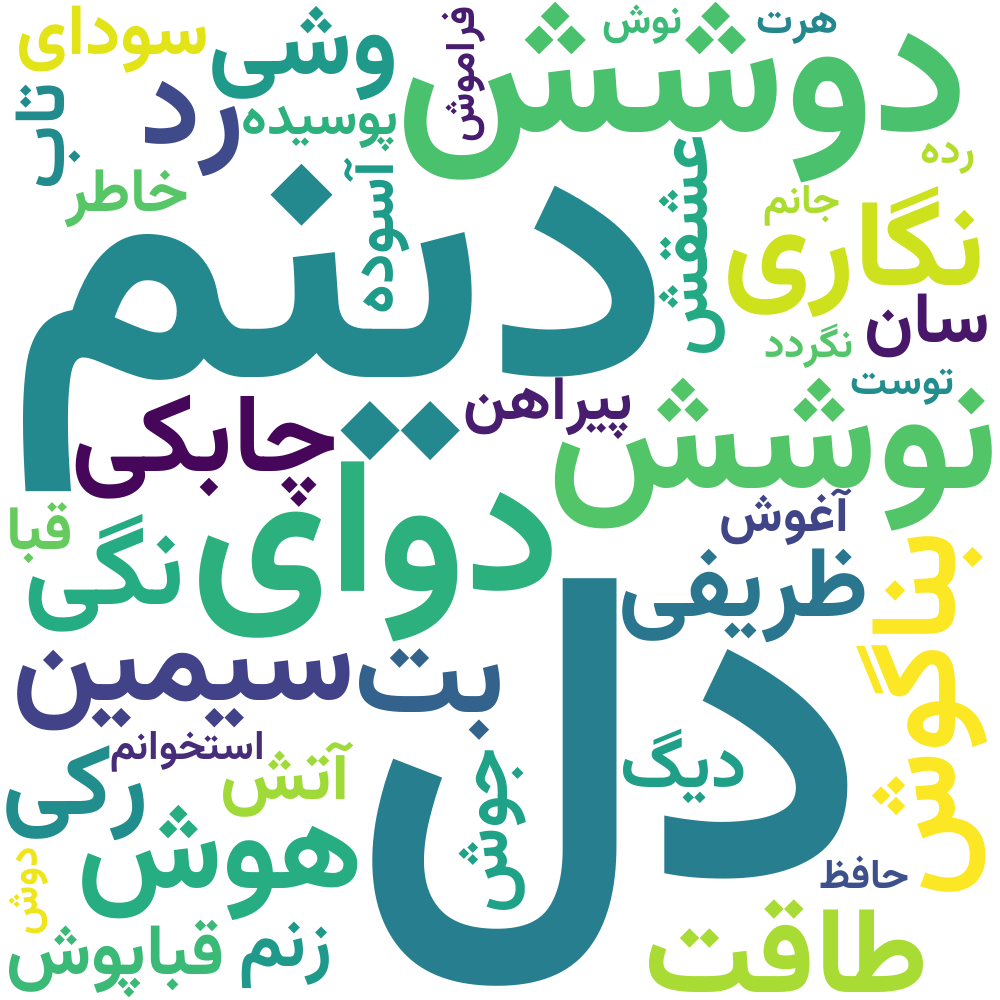 سودای
وشی
فراموش
دوشش
نوش
هرت
تاب
رد
پوسیده
رده
خاطر
آسوده
عشقش
جانم
نگاری
دینم
سان
نگردد
توست
چابکی
پیراهن
نوشش
قبا
نگی
دوای
آغوش
ظریفی
بناگوش
سیمین
بت
دل
استخوانم
دیگ
رکی
آتش
جوش
هوش
حافظ
دوش
قباپوش
زنم
طاقت